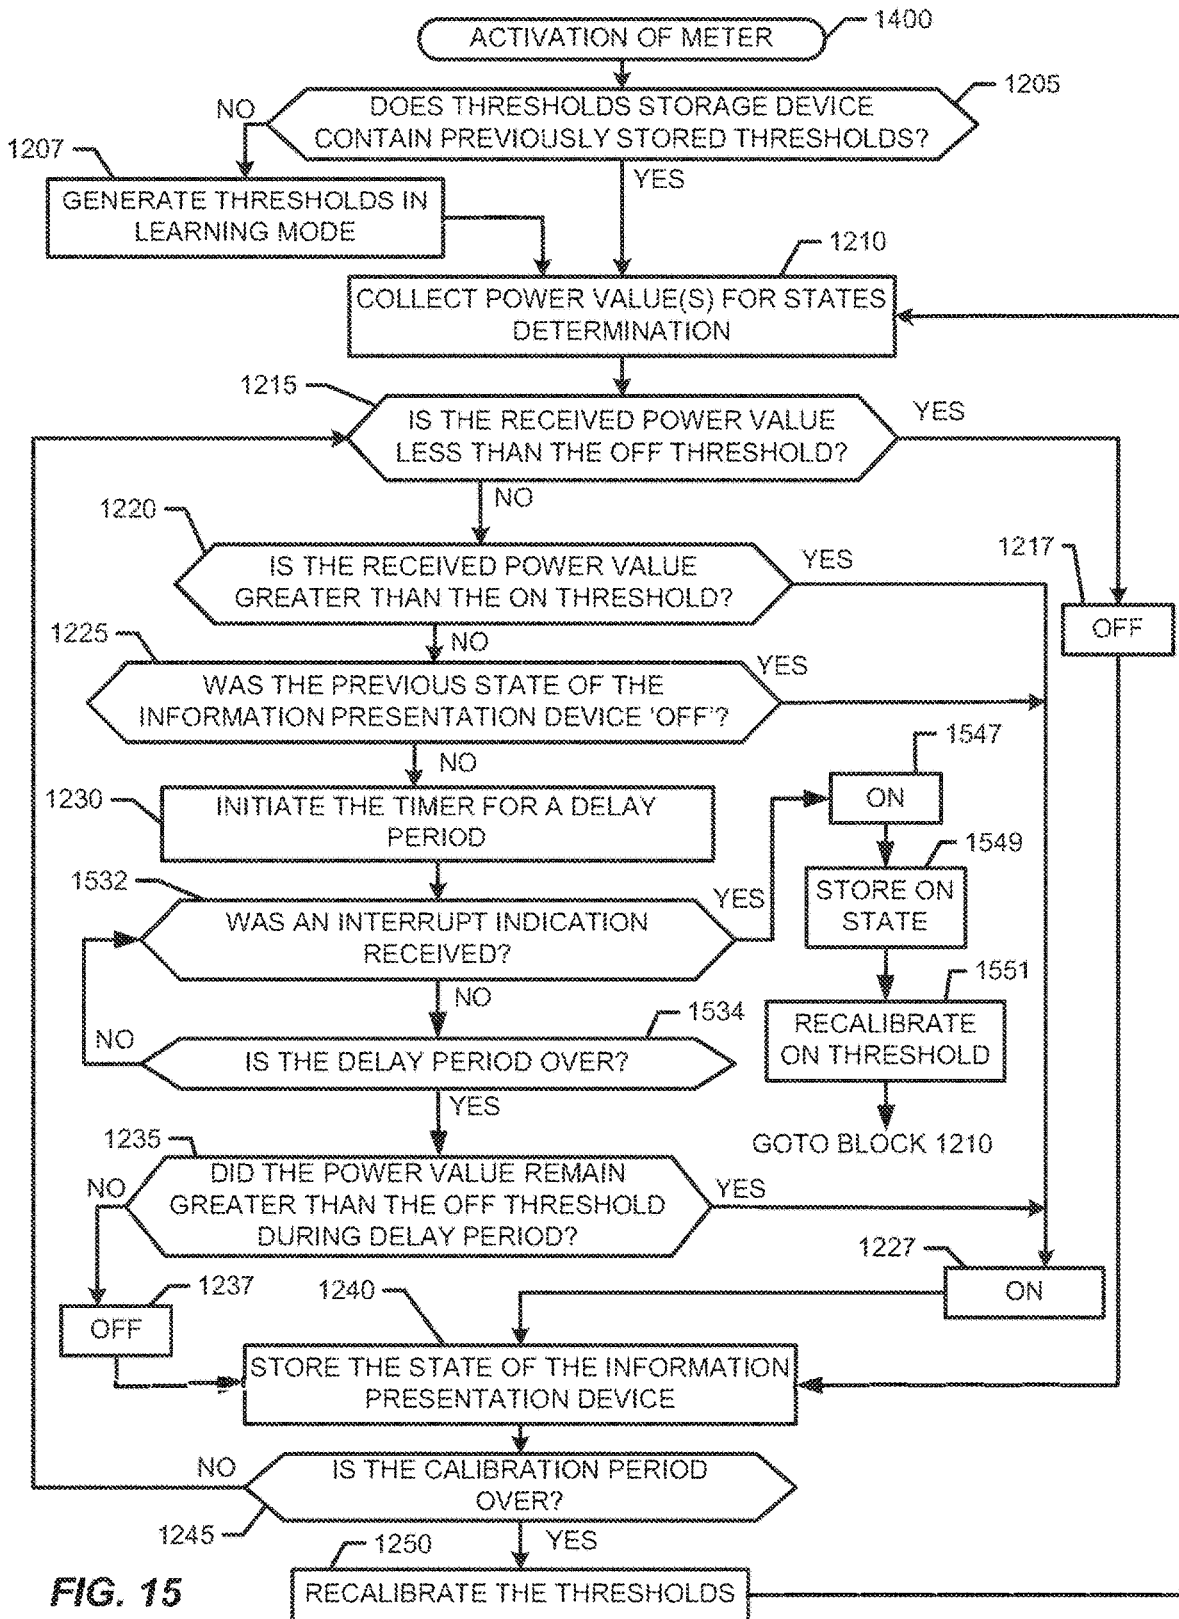 ACTIVATION OF METER
1400
DOES THRESHOLDS STORAGE DEVICE
CONTAIN PREVIOUSLY STORED THRESHOLDS?
1205
NO
YES
1207
GENERATE THRESHOLDS IN
LEARNING MODE
1210
COLLECT POWER VALUE(S) FOR STATES
DETERMINATION
1215
IS THE RECEIVED POWER VALUE
LESS THAN THE OFF THRESHOLD?
YES
NO
1220
IS THE RECEIVED POWER VALUE
GREATER THAN THE ON THRESHOLD?
YES
1217
OFF
NO
1225
WAS THE PREVIOUS STATE OF THE
INFORMATION PRESENTATION DEVICE 'OFF'?
YES
NO
1230
INITIATE THE TIMER FOR A DELAY
PERIOD
1547
ON
1549
STORE ON
STATE
1532
WAS AN INTERRUPT INDICATION
RECEIVED?
YES
NO
1551
RECALIBRATE
ON THRESHOLD
GOTO BLOCK 1210
1534
IS THE DELAY PERIOD OVER?
NO
YES
1235
DID THE POWER VALUE REMAIN
GREATER THAN THE OFF THRESHOLD
DURING DELAY PERIOD?
NO
YES
1227
ON
1237
OFF
1240
STORE THE STATE OF THE INFORMATION
PRESENTATION DEVICE
NO
IS THE CALIBRATION PERIOD
OVER?
1245
YES
1250
RECALIBRATE THE THRESHOLDS
FIG. 15